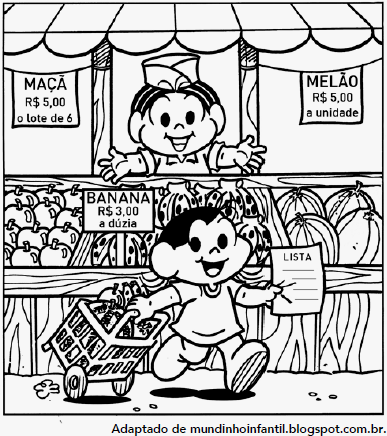 MAÇÃ
R$ 5,00
o lote de 6
MELÃO
R$ 5,00
a unidade
BANANA
R$ 3,00
a dúzia
LISTA
Adaptado de mundinhoinfantil.blogspot.com.br.